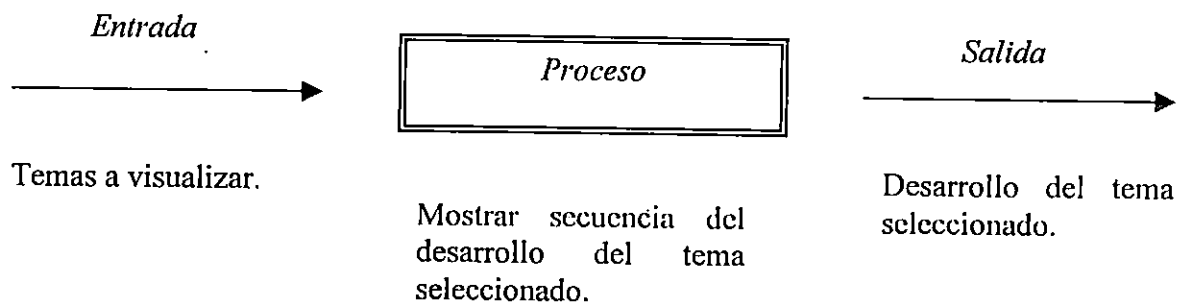 Entrada
Proceso
Salida
Temas a visualizar.
Mostrar secuencia del
desarrollo del tema
seleccionado.
Desarrollo del tema
seleccionado.